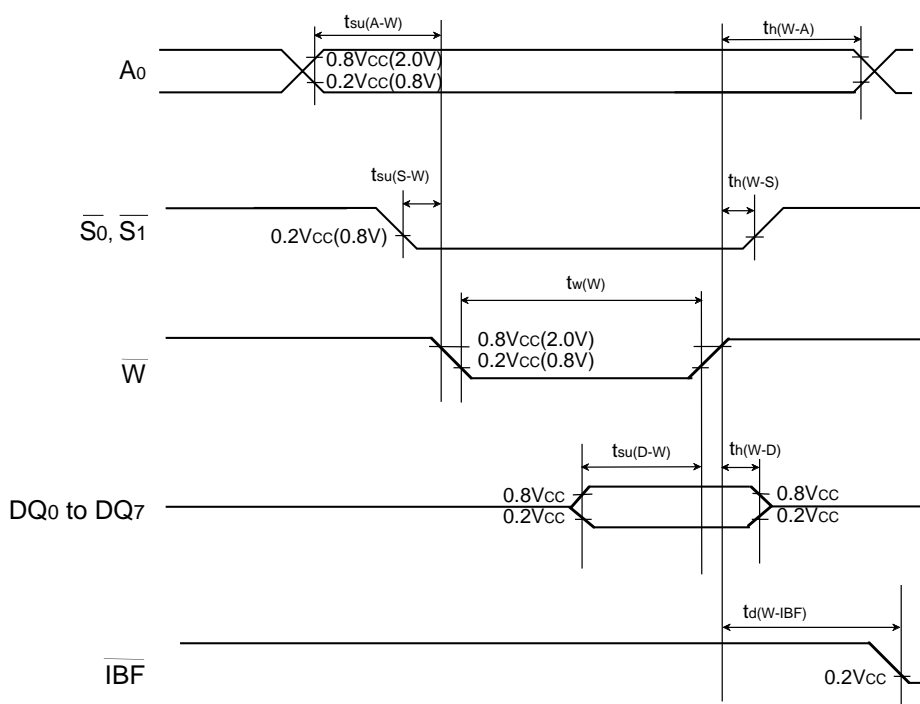 tsu(A-W)
th(W-A)
A0
0.8VCC(2.0V)
0.2VCC(0.8V)
tsu(S-W)
th(W-S)
S0, S1
0.2VCC(0.8V)
tw(W)
0.8VCC(2.0V)
0.2VCC(0.8V)
W
tsu(D-W)
th(W-D)
0.8VCC
0.8VCC
DQ0 to DQ7
0.2VCC
0.2VCC
td(W-IBF)
IBF
0.2VCC